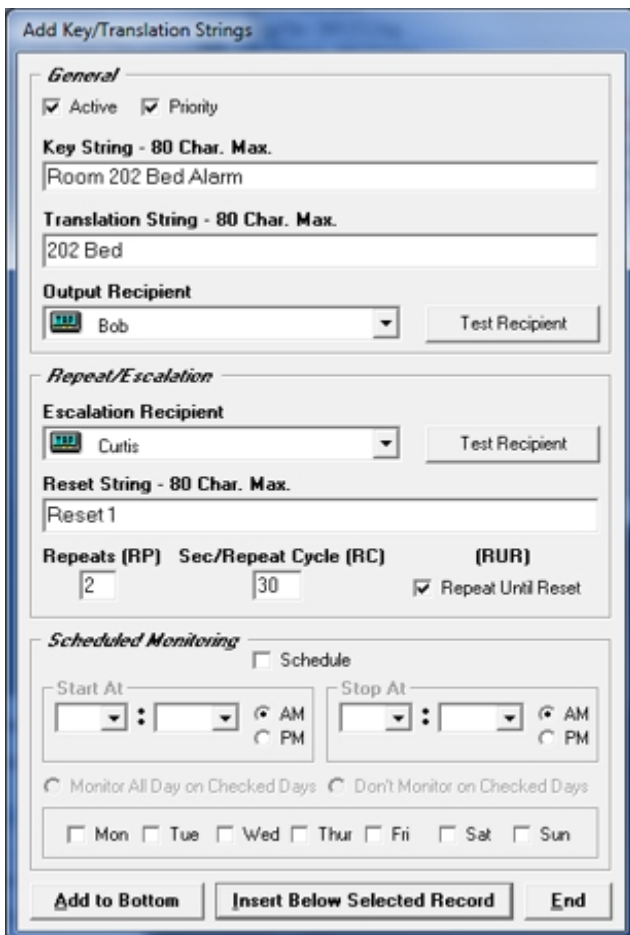 Add Key/Translation Strings
General
Active Priority
Key String - 80 Char. Max.
Room 202 Bed Alarm
Translation String - 80 Char. Max.
202 Bed
Output Recipient
Bob Test Recipient
Repeat/Escalation
Escalation Recipient
Curtis Test Recipient
Reset String - 80 Char. Max.
Reset1
Repeats (RP) Sec/Repeat Cycle (RC) (RUR)
2 30 Repeat Until Reset
Scheduled Monitoring
Schedule
Start At Stop At
: AM : AM
PM PM
Monitor All Day on Checked Days Don't Monitor on Checked Days
Mon Tue Wed Thur Fri Sat Sun
Add to Bottom Insert Below Selected Record End